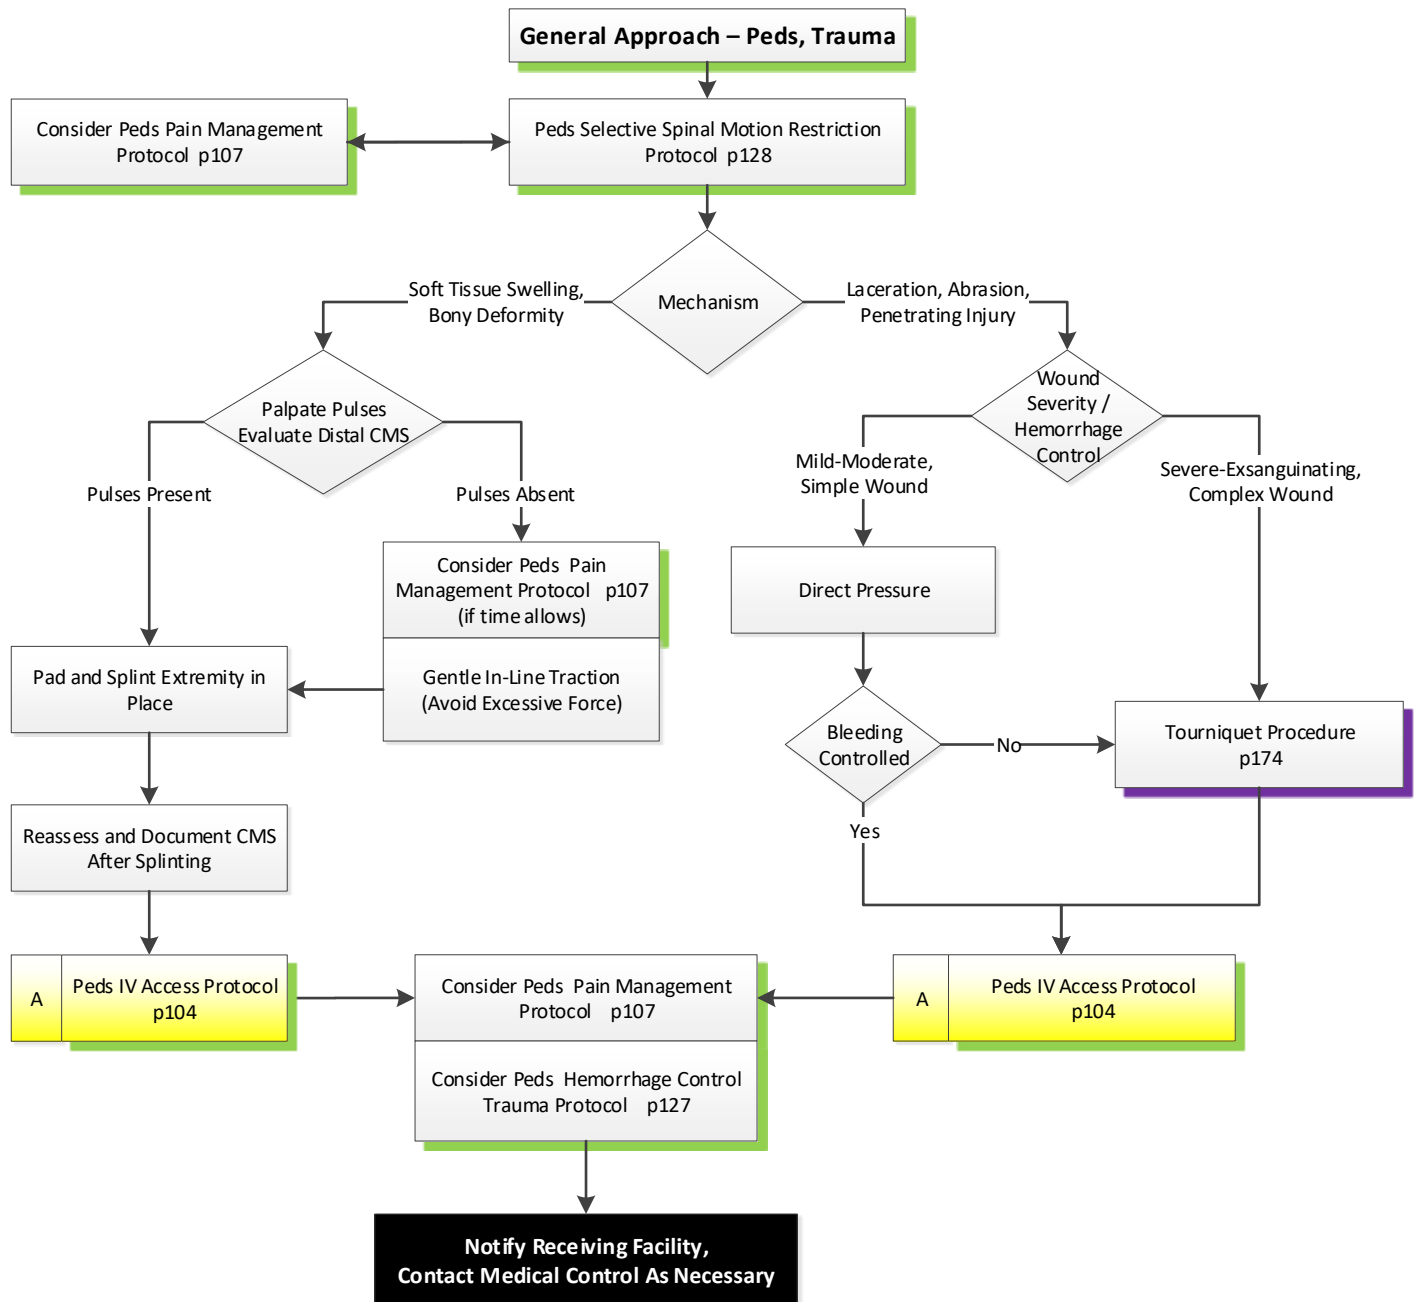 General Approach – Peds, Trauma
Consider Peds Pain Management
Protocol p107
Peds Selective Spinal Motion Restriction
Protocol p128
Mechanism
Soft Tissue Swelling,
Bony Deformity
Laceration, Abrasion,
Penetrating Injury
Palpate Pulses
Evaluate Distal CMS
Wound
Severity /
Hemorrhage
Control
Pulses Present
Pulses Absent
Mild-Moderate,
Simple Wound
Severe-Exsanguinating,
Complex Wound
Consider Peds Pain
Management Protocol p107
(if time allows)
Gentle In-Line Traction
(Avoid Excessive Force)
Direct Pressure
Pad and Splint Extremity in
Place
Bleeding
Controlled
No
Yes
Tourniquet Procedure
p174
Reassess and Document CMS
After Splinting
A
Peds IV Access Protocol
p104
Consider Peds Pain Management
Protocol p107
Consider Peds Hemorrhage Control
Trauma Protocol p127
A
Peds IV Access Protocol
p104
Notify Receiving Facility,
Contact Medical Control As Necessary